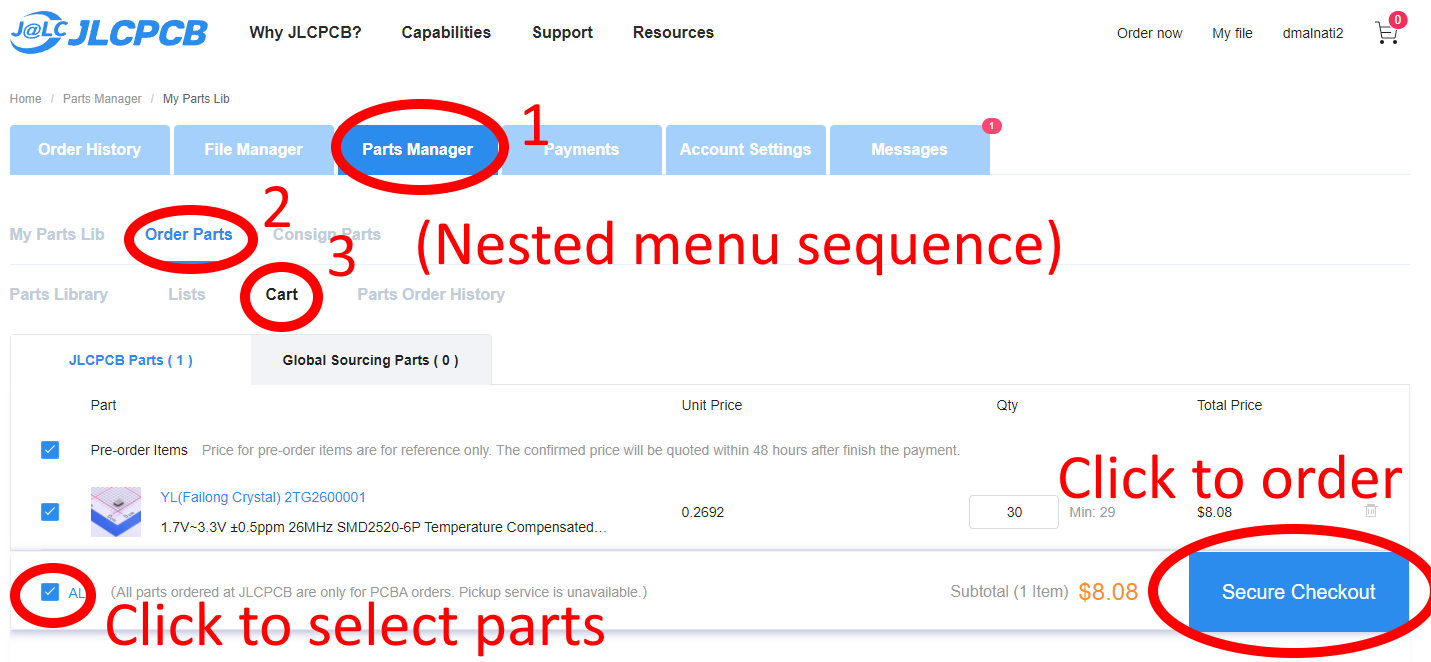 J@LC JLCPCB Why JLCPCB? Capabilities Support Resources Order now My file dmalnati2 0
Home / Parts Manager / My Parts Lib
Order History File Manager Parts Manager 1 Payments Account Settings Messages 1
My Parts Lib Order Parts 2 Consign Parts (Nested menu sequence)
Parts Library Lists Cart 3 Parts Order History
JLCPCB Parts ( 1 ) Global Sourcing Parts ( 0 )
Part Unit Price Qty Total Price
Pre-order Items Price for pre-order items are for reference only. The confirmed price will be quoted within 48 hours after finish the payment.
Click to order
YL(Failong Crystal) 2TG2600001
1.7V~3.3V ±0.5ppm 26MHz SMD2520-6P Temperature Compensated... 0.2692 30 Min: 29 $8.08
AL (All parts ordered at JLCPCB are only for PCBA orders. Pickup service is unavailable.) Subtotal (1 Item) $8.08 Secure Checkout
Click to select parts